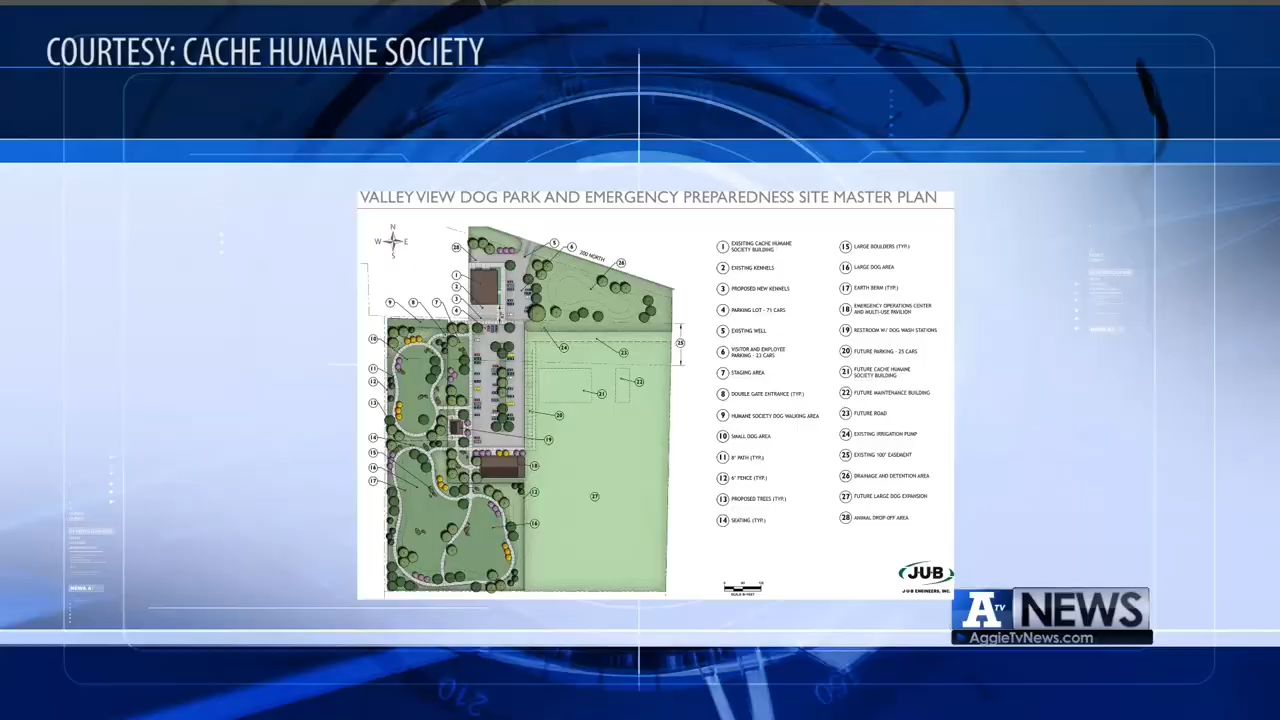 COURTESY: CACHE HUMANE SOCIETY
VALLEY VIEW DOG PARK AND EMERGENCY PREPAREDNESS SITE MASTER PLAN
N
W E
S
200 NORTH
1 EXISITING CACHE HUMANE
SOCIETY BUILDING
2 EXISTING KENNELS
3 PROPOSED NEW KENNELS
4 PARKING LOT - 71 CARS
5 EXISTING WELL
6 VISITOR AND EMPLOYEE
PARKING - 23 CARS
7 STAGING AREA
8 DOUBLE GATE ENTRANCE (TYP.)
9 HUMANE SOCIETY DOG WALKING AREA
10 SMALL DOG AREA
11 8' PATH (TYP.)
12 6' FENCE (TYP.)
13 PROPOSED TREES (TYP.)
14 SEATING (TYP.)
15 LARGE BOULDERS (TYP.)
16 LARGE DOG AREA
17 EARTH BERM (TYP.)
18 EMERGENCY OPERATIONS CENTER
AND MULTI-USE PAVILION
19 RESTROOM W/ DOG WASH STATIONS
20 FUTURE PARKING - 25 CARS
21 FUTURE CACHE HUMANE
SOCIETY BUILDING
22 FUTURE MAINTENANCE BUILDING
23 FUTURE ROAD
24 EXISTING IRRIGATION PUMP
25 EXISTING 100' EASEMENT
26 DRAINAGE AND DETENTION AREA
27 FUTURE LARGE DOG EXPANSION
28 ANIMAL DROP-OFF AREA
SCALE IN FEET
JUB
J-U-B ENGINEERS, INC.
A TV NEWS
AggieTvNews.com
210